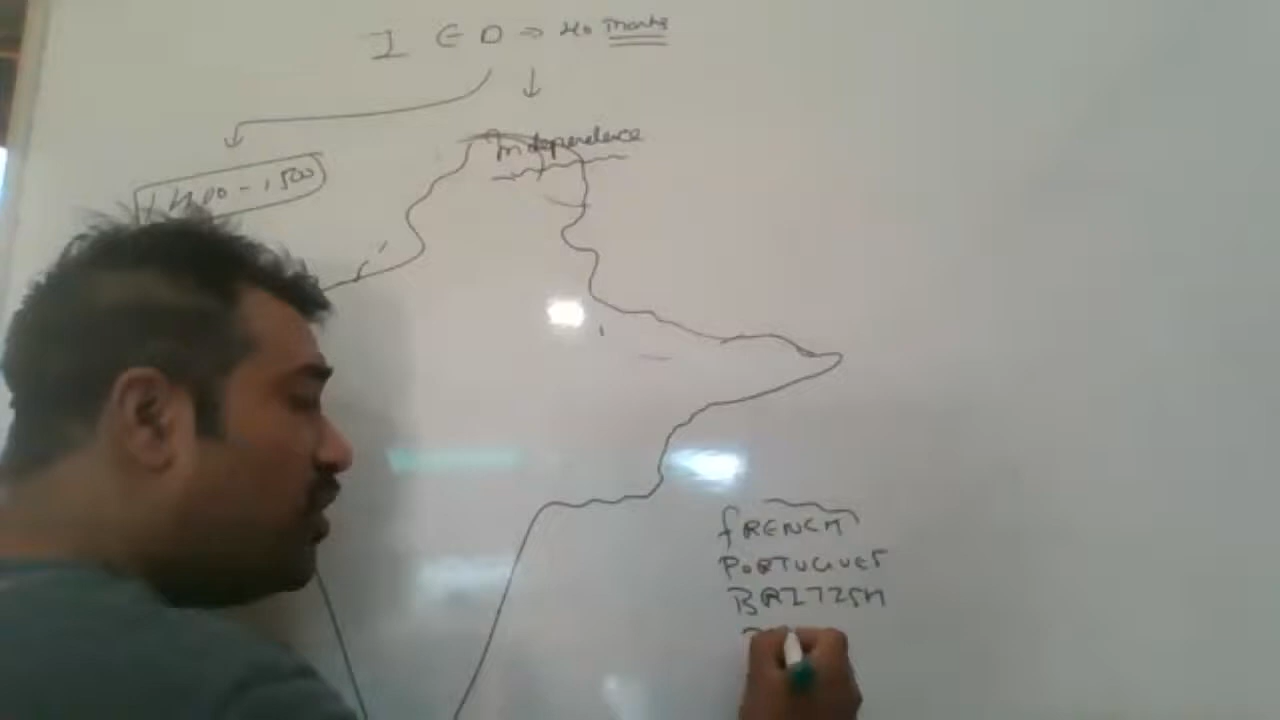 I E D → 40 Marks
Independence
1400 - 1500
fRENCH
PORTUGUES
BRITISH